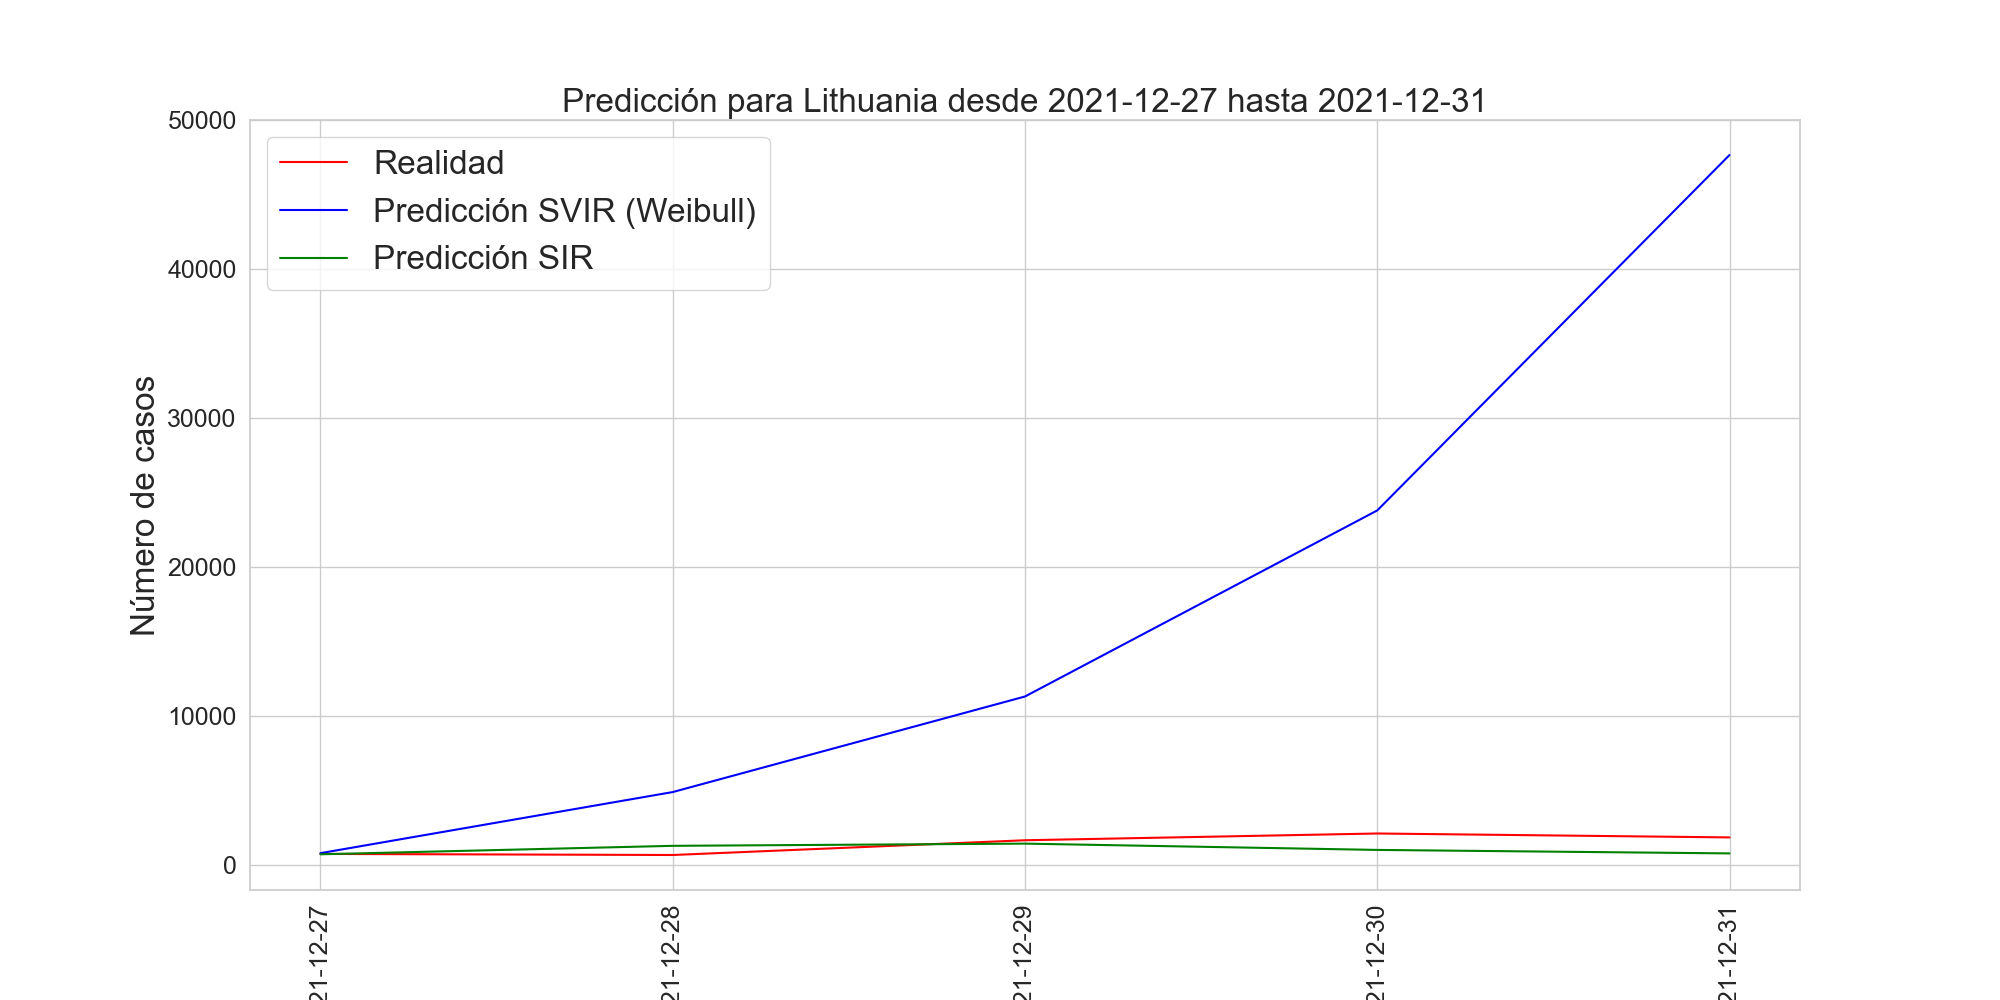 Predicción para Lithuania desde 2021-12-27 hasta 2021-12-31
Realidad
Predicción SVIR (Weibull)
Predicción SIR
Número de casos
50000
40000
30000
20000
10000
0
21-12-27
21-12-28
21-12-29
21-12-30
21-12-31